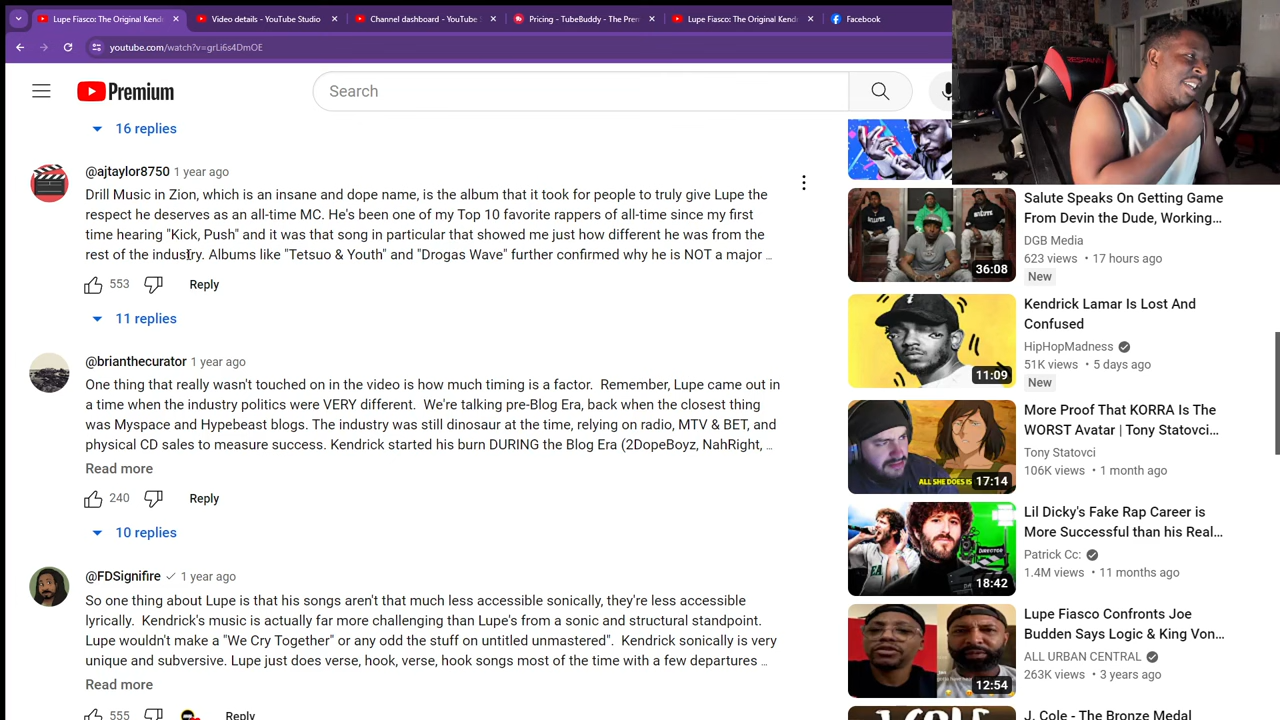 Lupe Fiasco: The Original Kend
Video details - YouTube Studio
Channel dashboard - YouTube
Pricing - TubeBuddy - The Pren
Lupe Fiasco: The Original Kend
Facebook
youtube.com/watch?v=grLi6s4DmOE
Premium
Search
16 replies
@ajtaylor8750 1 year ago
Drill Music in Zion, which is an insane and dope name, is the album that it took for people to truly give Lupe the
respect he deserves as an all-time MC. He's been one of my Top 10 favorite rappers of all-time since my first
time hearing "Kick, Push" and it was that song in particular that showed me just how different he was from the
rest of the industry. Albums like "Tetsuo & Youth" and "Drogas Wave" further confirmed why he is NOT a major ...
553 Reply
11 replies
@brianthecurator 1 year ago
One thing that really wasn't touched on in the video is how much timing is a factor. Remember, Lupe came out in
a time when the industry politics were VERY different. We're talking pre-Blog Era, back when the closest thing
was Myspace and Hypebeast blogs. The industry was still dinosaur at the time, relying on radio, MTV & BET, and
physical CD sales to measure success. Kendrick started his burn DURING the Blog Era (2DopeBoyz, NahRight, ...
Read more
240 Reply
10 replies
@FDSignifire 1 year ago
So one thing about Lupe is that his songs aren't that much less accessible sonically, they're less accessible
lyrically. Kendrick's music is actually far more challenging than Lupe's from a sonic and structural standpoint.
Lupe wouldn't make a "We Cry Together" or any odd the stuff on untitled unmastered". Kendrick sonically is very
unique and subversive. Lupe just does verse, hook, verse, hook songs most of the time with a few departures ...
Read more
555 Reply
RESPAWN
36:08
Salute Speaks On Getting Game
From Devin the Dude, Working...
DGB Media
623 views • 17 hours ago
New
11:09
Kendrick Lamar Is Lost And
Confused
HipHopMadness
51K views • 5 days ago
New
ALL SHE DOES IS
17:14
More Proof That KORRA Is The
WORST Avatar | Tony Statovci...
Tony Statovci
106K views • 1 month ago
DIRECTOR
18:42
Lil Dicky's Fake Rap Career is
More Successful than his Real...
Patrick Cc:
1.4M views • 11 months ago
12:54
Lupe Fiasco Confronts Joe
Budden Says Logic & King Von...
ALL URBAN CENTRAL
263K views • 3 years ago
J. Cole - The Bronze Medal